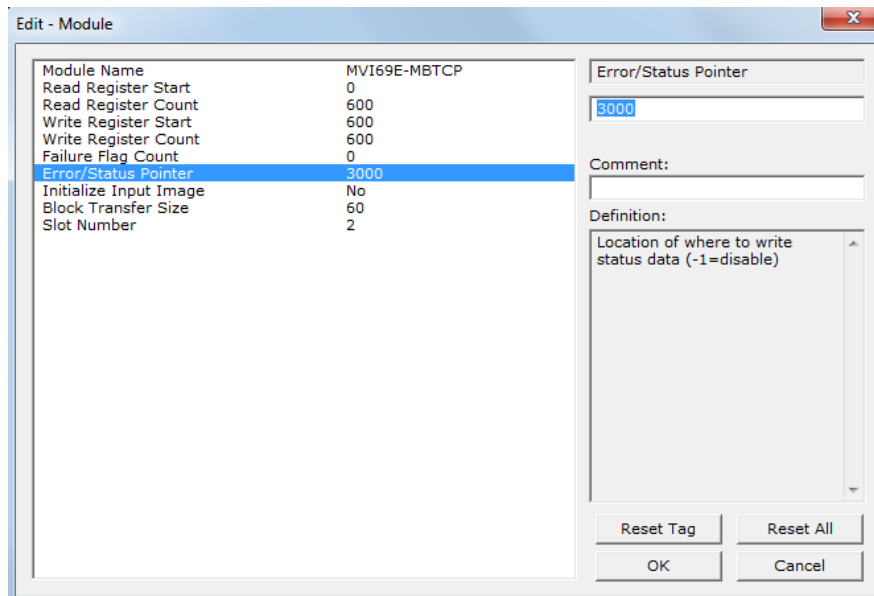 Edit - Module
Module Name MVI69E-MBTCP
Read Register Start 0
Read Register Count 600
Write Register Start 600
Write Register Count 600
Failure Flag Count 0
Error/Status Pointer 3000
Initialize Input Image No
Block Transfer Size 60
Slot Number 2
Error/Status Pointer
3000
Comment:
Definition:
Location of where to write
status data (-1=disable)
Reset Tag Reset All
OK Cancel